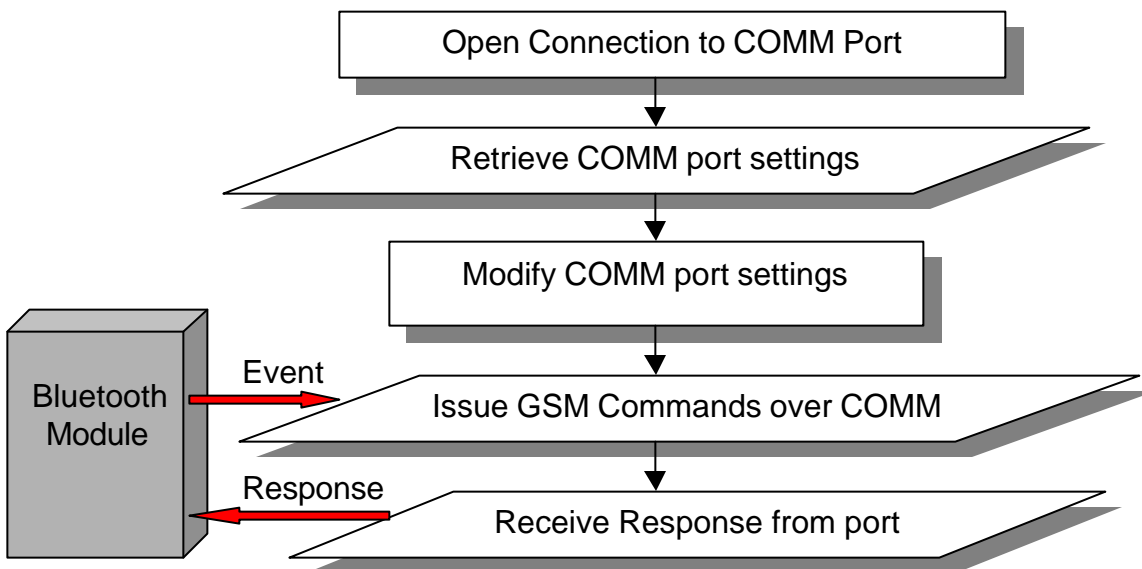 Open Connection to COMM Port
Retrieve COMM port settings
Modify COMM port settings
Event
Bluetooth
Module
Issue GSM Commands over COMM
Response
Receive Response from port